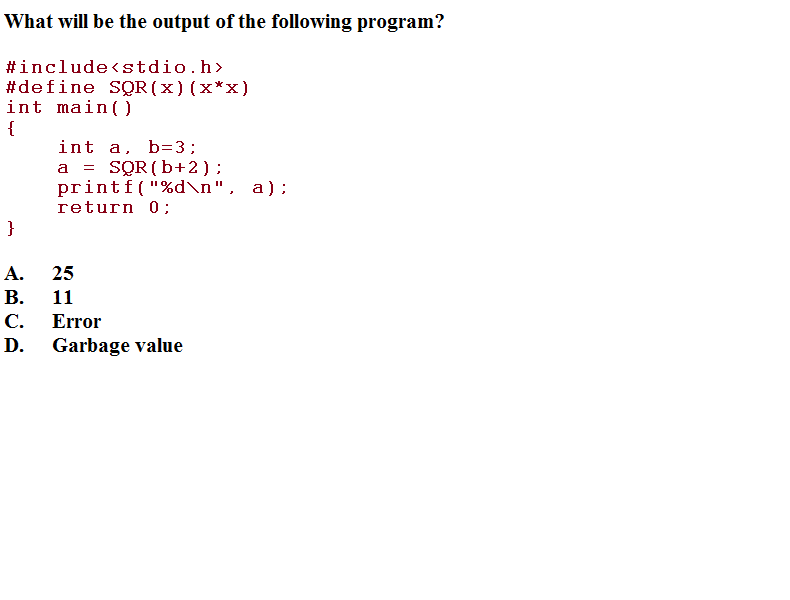 What will be the output of the following program?
#include<stdio.h>
#define SQR(x)(x*x)
int main()
{
    int a, b=3;
    a = SQR(b+2);
    printf("%d\n", a);
    return 0;
}
A. 25
B. 11
C. Error
D. Garbage value